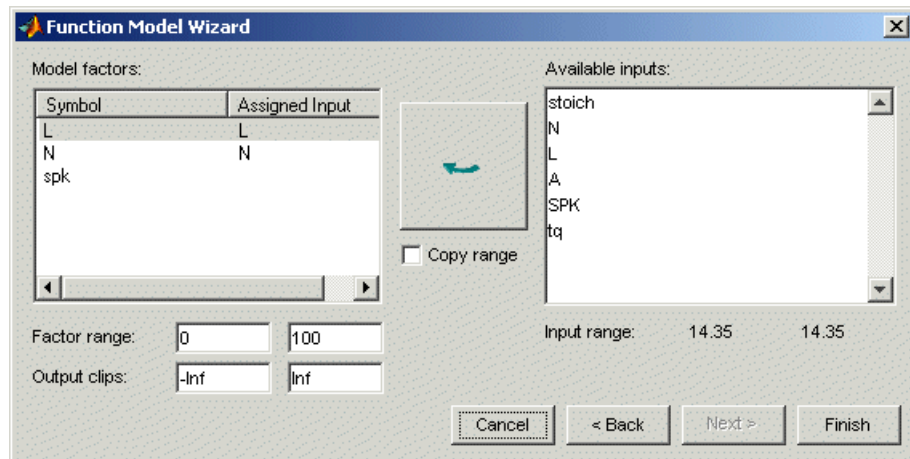 Function Model Wizard
Model factors:
Symbol Assigned Input
L L
N N
spk
Copy range
Available inputs:
stoich
N
L
A
SPK
tq
Factor range: 0 100
Output clips: -Inf Inf
Input range: 14.35 14.35
Cancel < Back Next > Finish